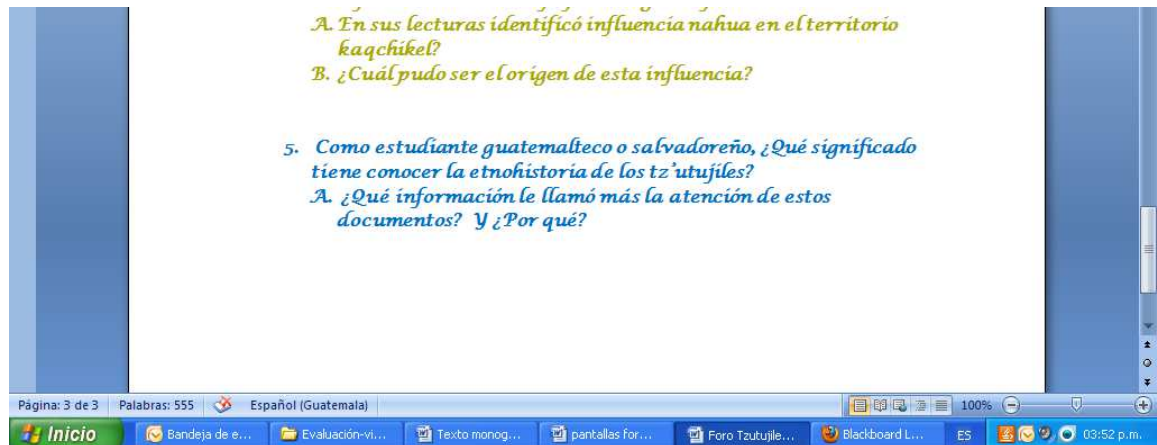 A. En sus lecturas identificó influencia nahua en el territorio
kaqchikel?
B. ¿Cuál pudo ser el origen de esta influencia?
5. Como estudiante guatemalteco o salvadoreño, ¿Qué significado
tiene conocer la etnohistoria de los tz'utujiles?
A. ¿Qué información le llamó más la atención de estos
documentos? Y ¿Por qué?
Página: 3 de 3 Palabras: 555 Español (Guatemala) 100%
Inicio Bandeja de e... Evaluación-vi... Texto monog... pantallas for... Foro Tzutujile... Blackboard L... ES 03:52 p.m.